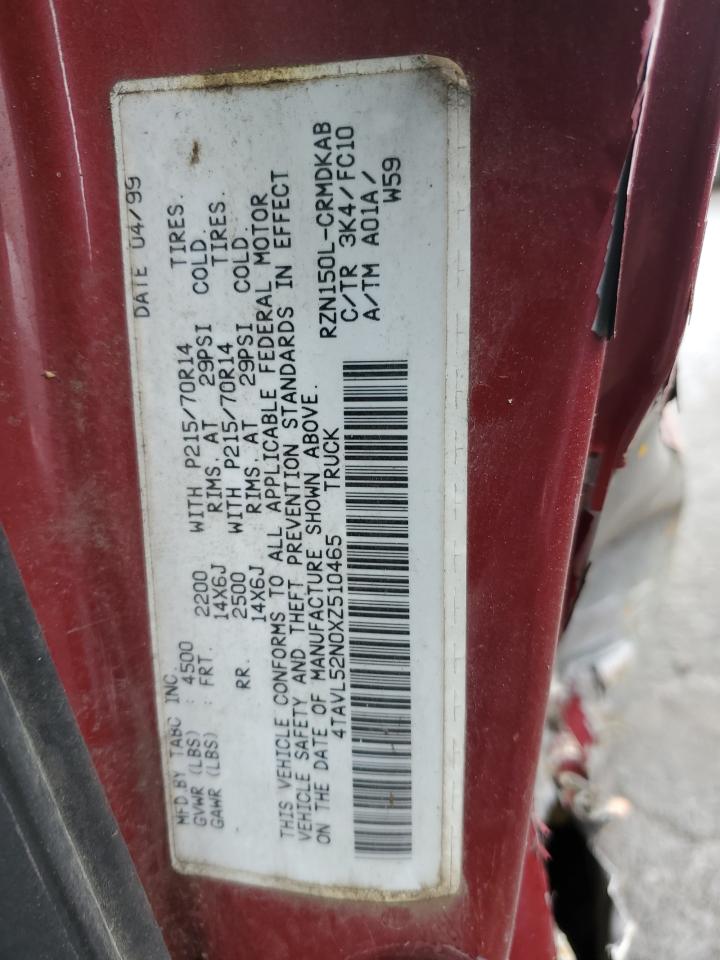 MFD.BY TABC INC. DATE 04/99
GVWR (LBS) : 4500
GAWR (LBS) : FRT. 2200 WITH P215/70R14 TIRES.
14X6J RIMS. AT 29PSI COLD.
RR. 2500 WITH P215/70R14 TIRES.
14X6J RIMS. AT 29PSI COLD.
THIS VEHICLE CONFORMS TO ALL APPLICABLE FEDERAL MOTOR
VEHICLE SAFETY AND THEFT PREVENTION STANDARDS IN EFFECT
ON THE DATE OF MANUFACTURE SHOWN ABOVE.
4TAVL52N0XZ510465 TRUCK
RZN150L-CRMDKAB
C/TR 3K4/FC10
A/TM A01A/
W59